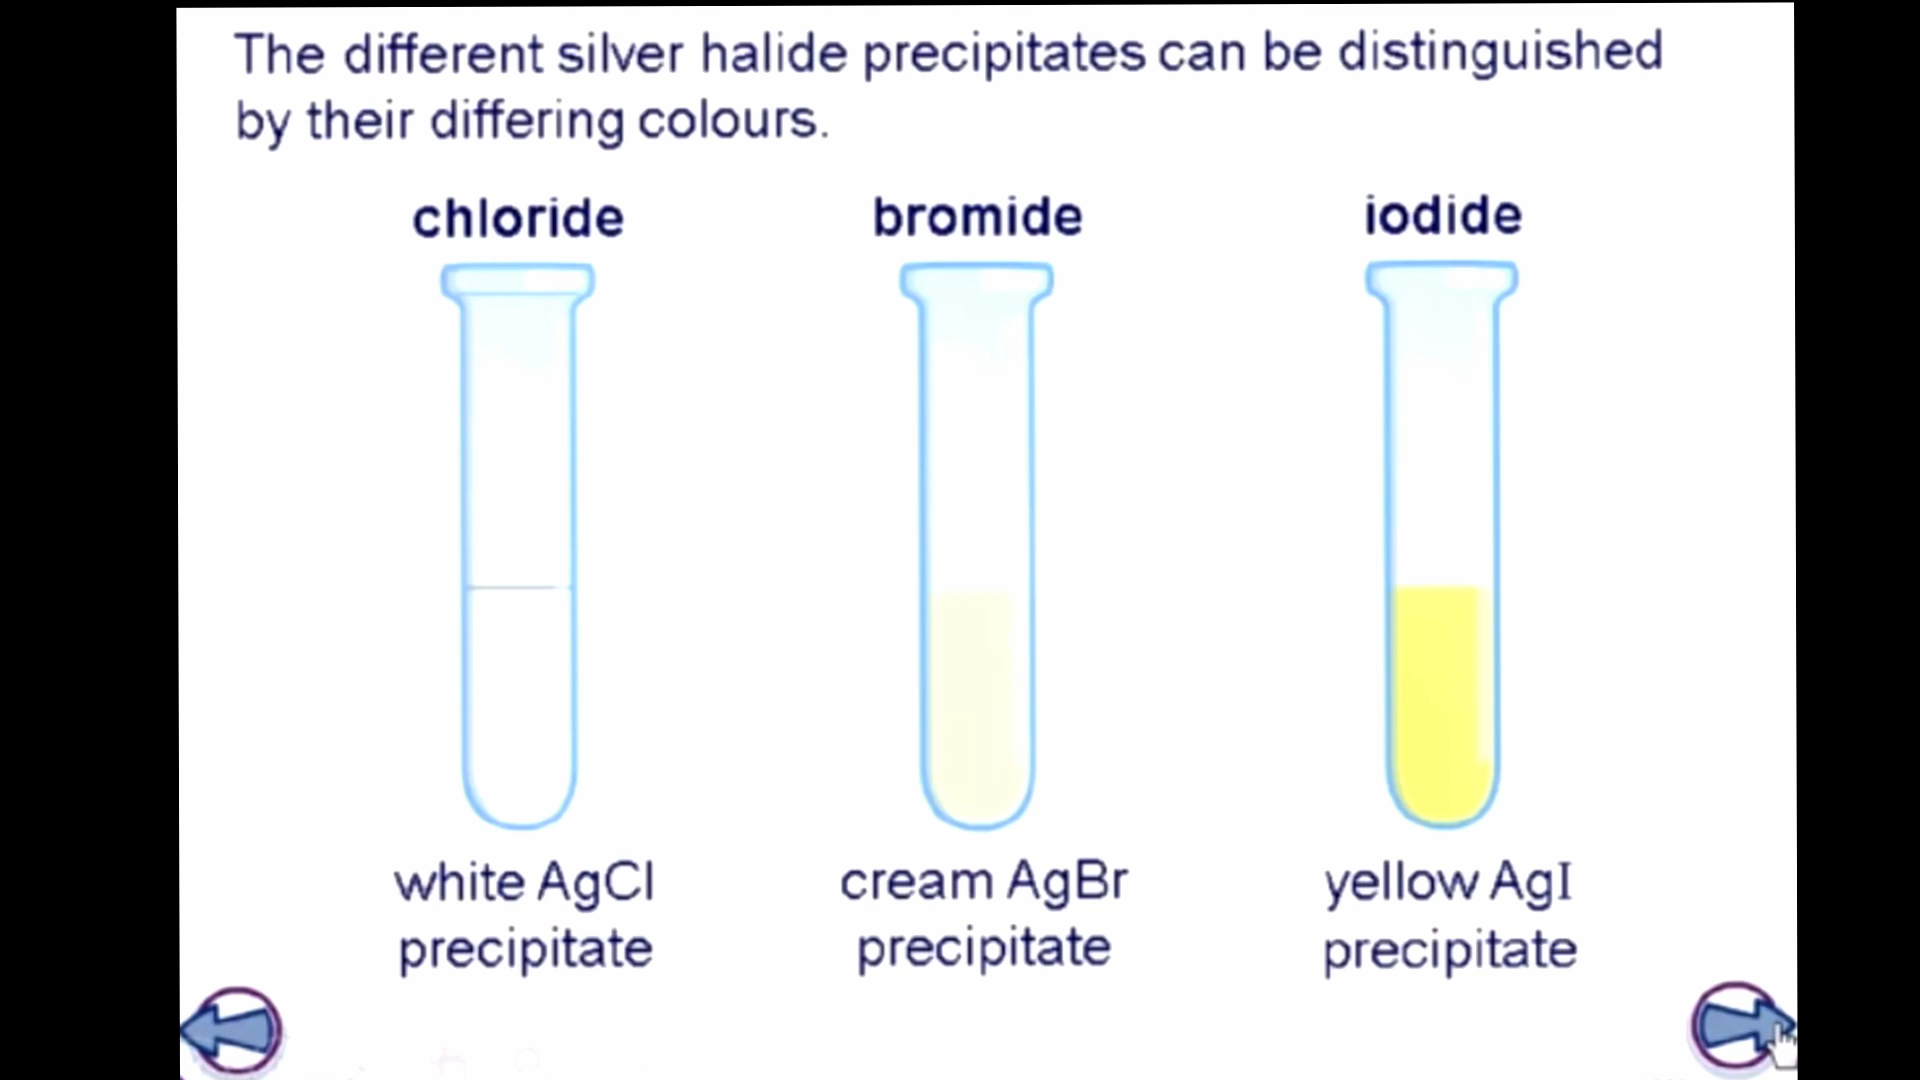 The different silver halide precipitates can be distinguished
by their differing colours.
chloride
bromide
iodide
white AgCl
precipitate
cream AgBr
precipitate
yellow AgI
precipitate